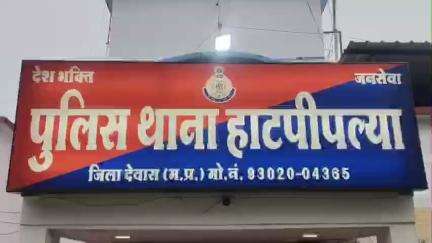 देश भक्ति जनसेवा
पुलिस थाना हाटपीपल्या
जिला देवास (म.प्र.) मो.नं. 93020-04365